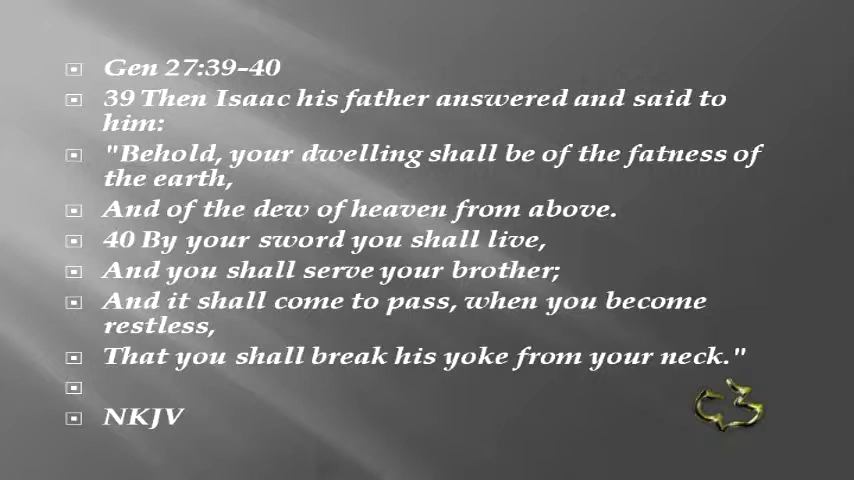 Gen 27:39-40
39 Then Isaac his father answered and said to
him:
"Behold, your dwelling shall be of the fatness of
the earth,
And of the dew of heaven from above.
40 By your sword you shall live,
And you shall serve your brother;
And it shall come to pass, when you become
restless,
That you shall break his yoke from your neck."
NKJV
C3